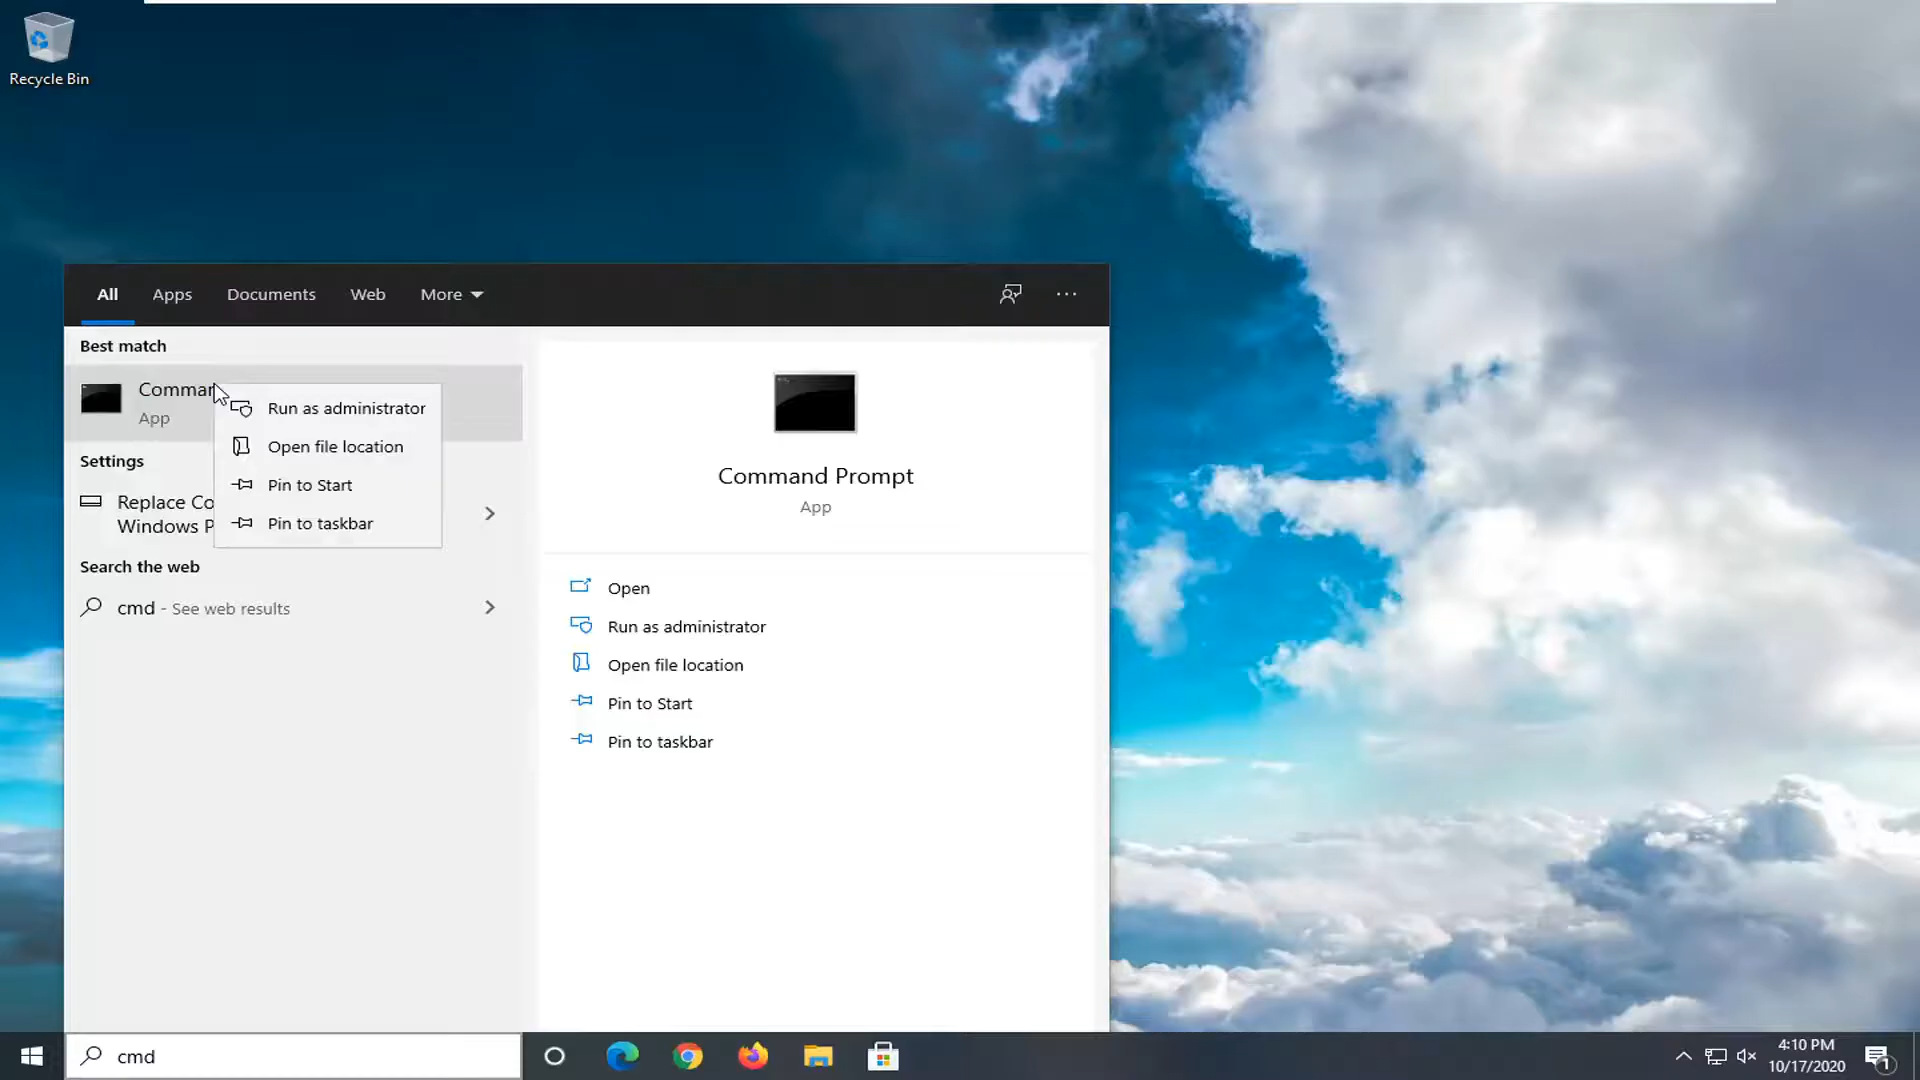 Recycle Bin
All Apps Documents Web More
Best match
Comman
App
Run as administrator
Open file location
Pin to Start
Pin to taskbar
Settings
Replace Co
Windows P
Search the web
cmd - See web results
Command Prompt
App
Open
Run as administrator
Open file location
Pin to Start
Pin to taskbar
cmd
4:10 PM
10/17/2020
1